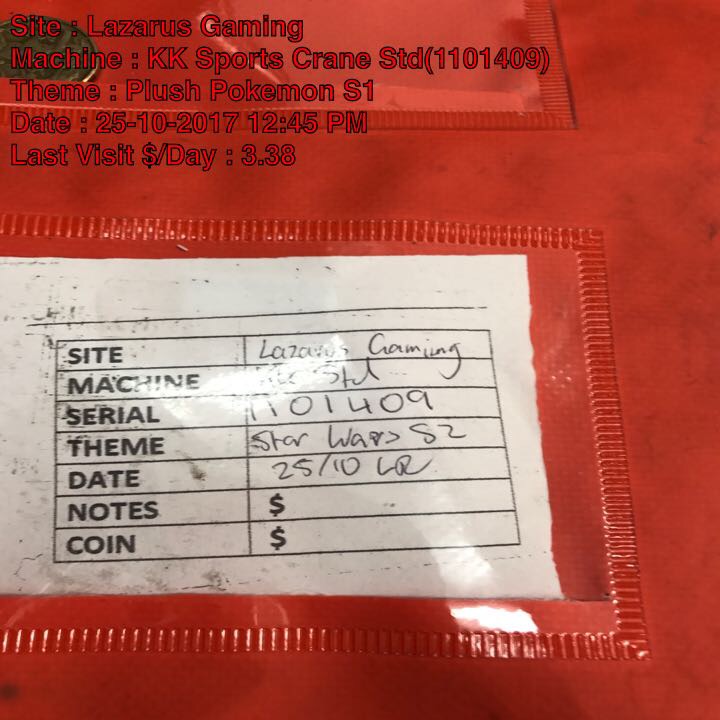 Site : Lazarus Gaming
Machine : KK Sports Crane Std(1101409)
Theme : Plush Pokemon S1
Date : 25-10-2017 12:45 PM
Last Visit $/Day : 3.38
SITE Lazarus Gaming
MACHINE Std
SERIAL 1101409
THEME Star Wars S2
DATE 25/10
NOTES $
COIN $